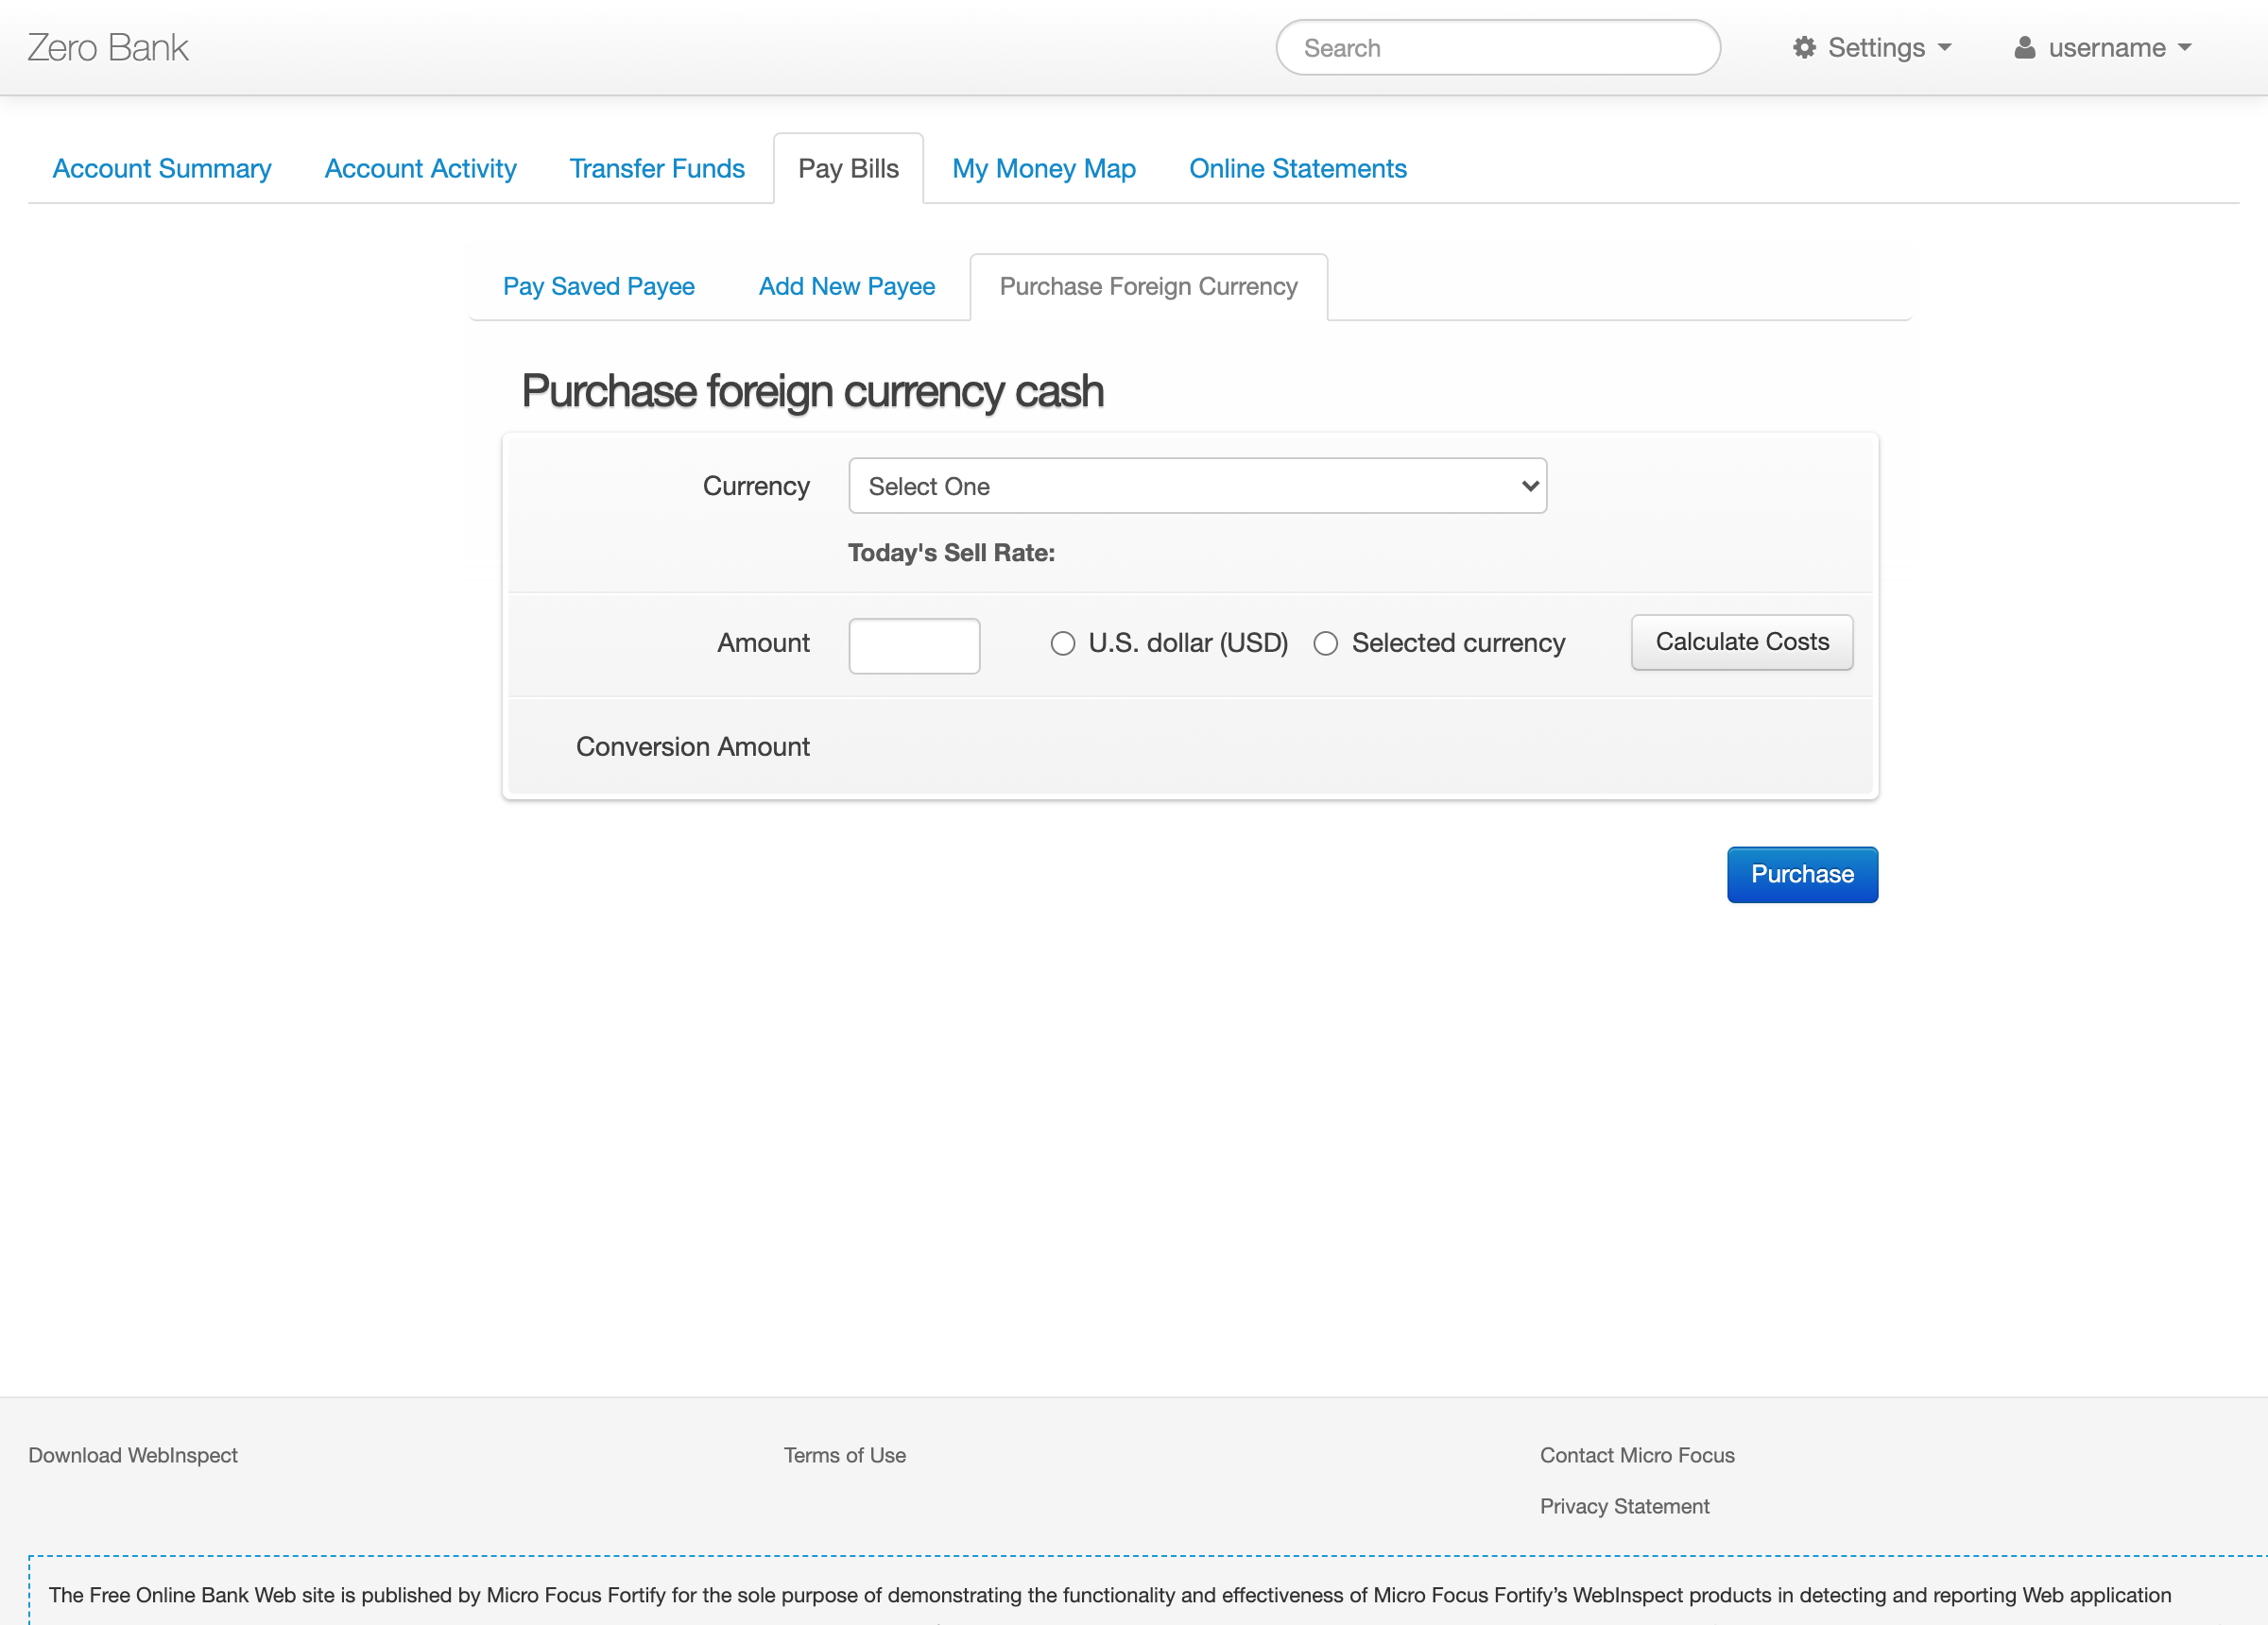 Zero Bank
Search
Settings
username
Account Summary
Account Activity
Transfer Funds
Pay Bills
My Money Map
Online Statements
Pay Saved Payee
Add New Payee
Purchase Foreign Currency
Purchase foreign currency cash
Currency
Select One
Today's Sell Rate:
Amount
U.S. dollar (USD)
Selected currency
Calculate Costs
Conversion Amount
Purchase
Download WebInspect
Terms of Use
Contact Micro Focus
Privacy Statement
The Free Online Bank Web site is published by Micro Focus Fortify for the sole purpose of demonstrating the functionality and effectiveness of Micro Focus Fortify’s WebInspect products in detecting and reporting Web application